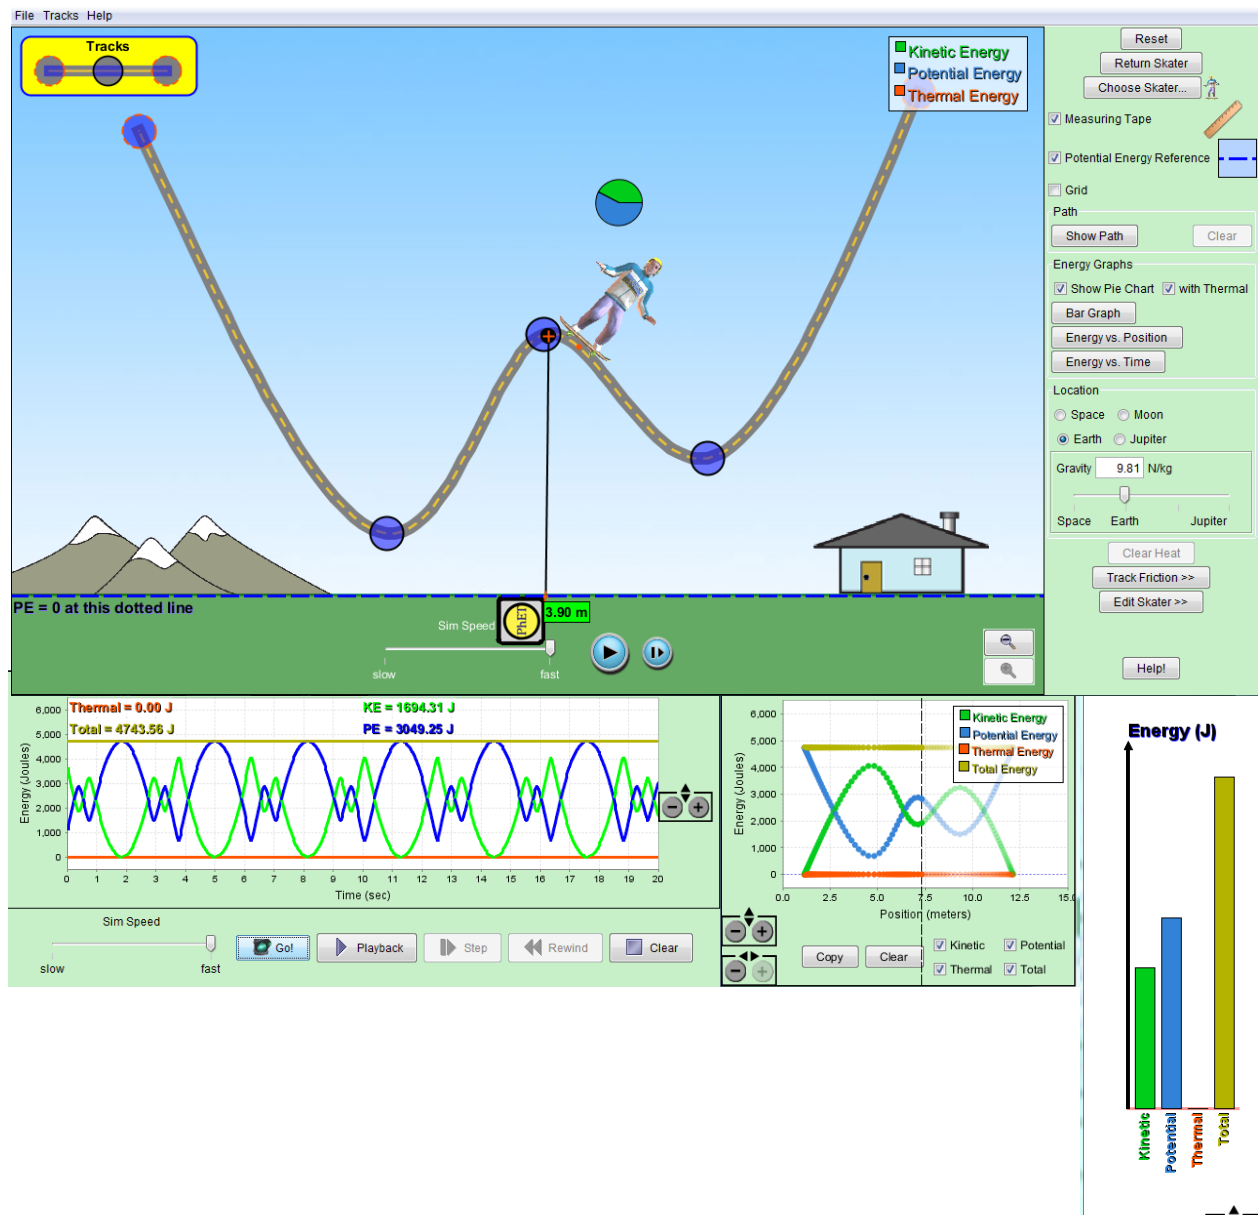 File Tracks Help
Tracks
Kinetic Energy
Potential Energy
Thermal Energy
Reset
Return Skater
Choose Skater...
Measuring Tape
Potential Energy Reference
Grid
Path
Show Path Clear
Energy Graphs
Show Pie Chart with Thermal
Bar Graph
Energy vs. Position
Energy vs. Time
Location
Space Moon
Earth Jupiter
Gravity 9.81 N/kg
Space Earth Jupiter
Clear Heat
Track Friction >>
Edit Skater >>
Help!
PE = 0 at this dotted line
Sim Speed
PhET
3.90 m
slow fast
Thermal = 0.00 J KE = 1694.31 J
Total = 4743.56 J PE = 3049.25 J
Energy (Joules)
6,000
5,000
4,000
3,000
2,000
1,000
0
0 1 2 3 4 5 6 7 8 9 10 11 12 13 14 15 16 17 18 19 20
Time (sec)
Sim Speed
slow fast
Go! Playback Step Rewind Clear
Energy (Joules)
6,000
5,000
4,000
3,000
2,000
1,000
0
Kinetic Energy
Potential Energy
Thermal Energy
Total Energy
0.0 2.5 5.0 7.5 10.0 12.5 15.0
Position (meters)
Copy Clear
Kinetic Potential
Thermal Total
Energy (J)
Kinetic
Potential
Thermal
Total